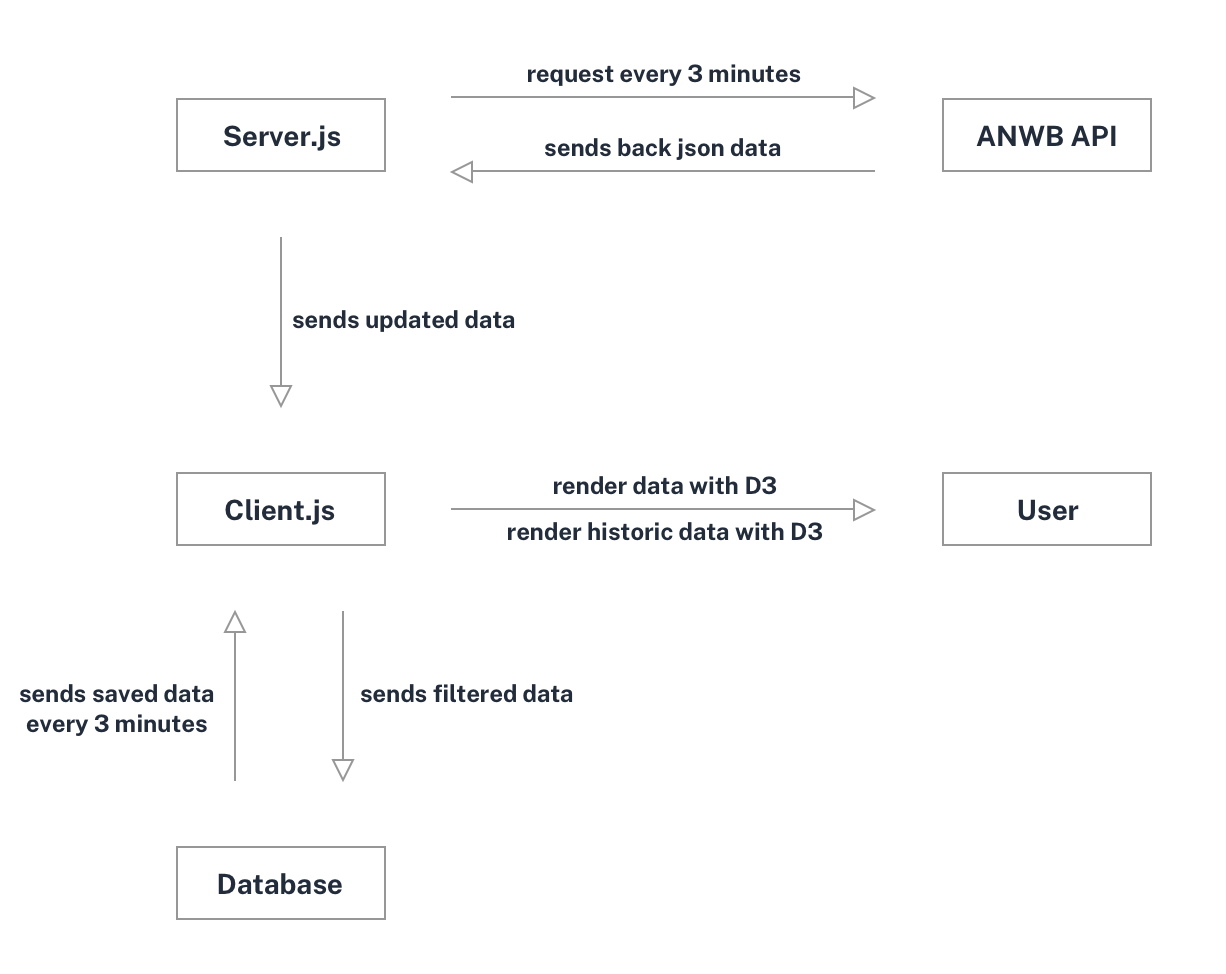 request every 3 minutes
Server.js
ANWB API
sends back json data
sends updated data
render data with D3
Client.js
User
render historic data with D3
sends saved data
every 3 minutes
sends filtered data
Database